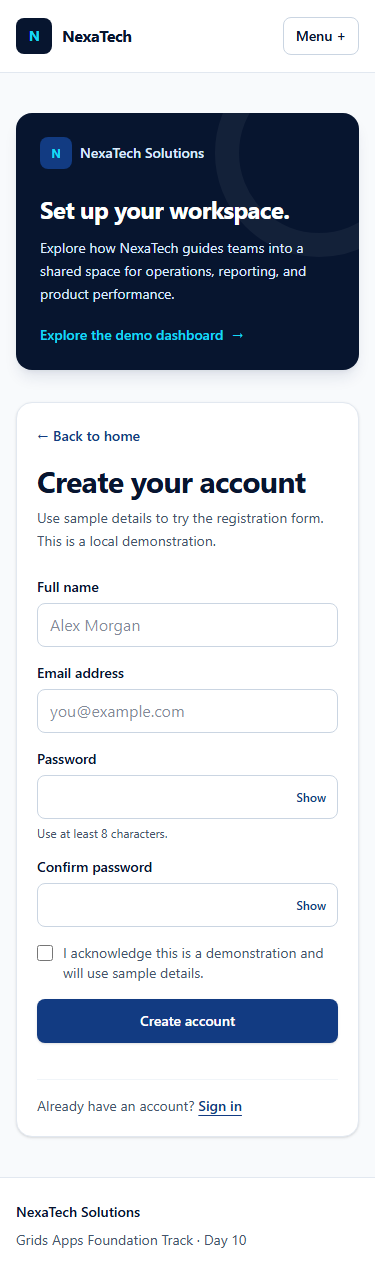 N NexaTech Menu +
N NexaTech Solutions
Set up your workspace.
Explore how NexaTech guides teams into a
shared space for operations, reporting, and
product performance.
Explore the demo dashboard →
← Back to home
Create your account
Use sample details to try the registration form.
This is a local demonstration.
Full name
Alex Morgan
Email address
you@example.com
Password
Show
Use at least 8 characters.
Confirm password
Show
I acknowledge this is a demonstration and
will use sample details.
Create account
Already have an account? Sign in
NexaTech Solutions
Grids Apps Foundation Track · Day 10